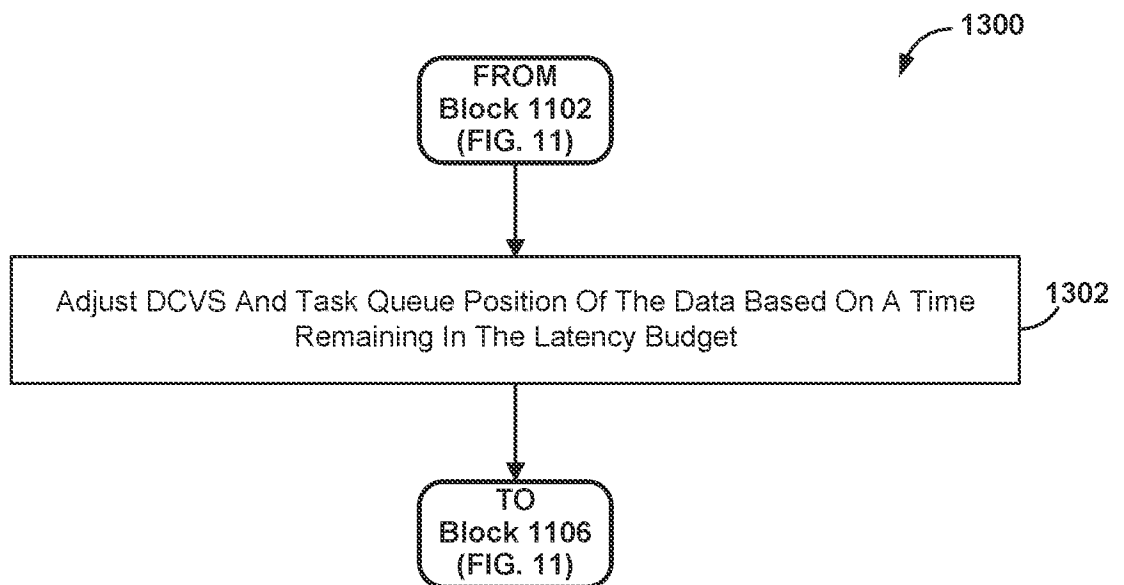 1300
FROM
Block 1102
(FIG. 11)
Adjust DCVS And Task Queue Position Of The Data Based On A Time
Remaining In The Latency Budget
1302
TO
Block 1106
(FIG. 11)